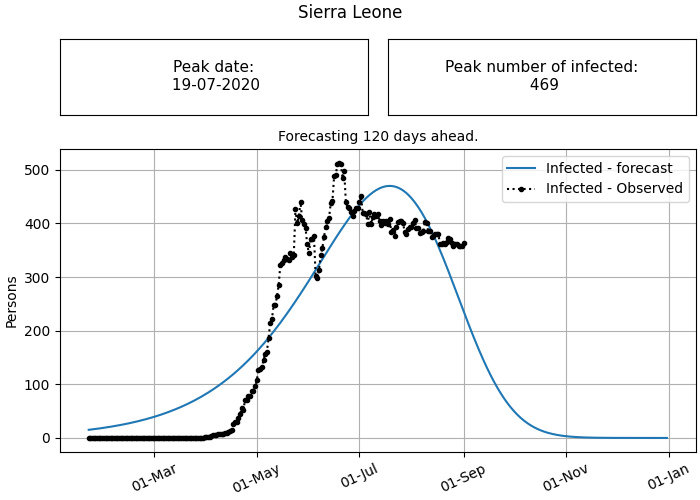 Sierra Leone
Peak date:
19-07-2020
Peak number of infected:
469
Forecasting 120 days ahead.
Infected - forecast
Infected - Observed
Persons
500
400
300
200
100
0
01-Mar
01-May
01-Jul
01-Sep
01-Nov
01-Jan